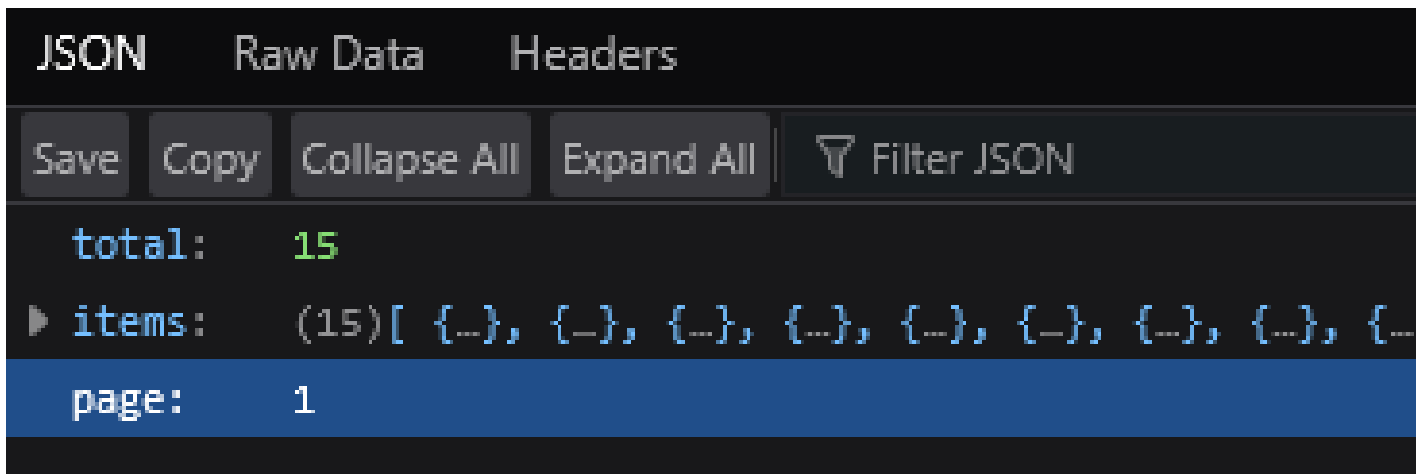 JSON Raw Data Headers
Save Copy Collapse All Expand All Filter JSON
total: 15
items: (15)[ {…}, {…}, {…}, {…}, {…}, {…}, {…}, {…}, {…
page: 1